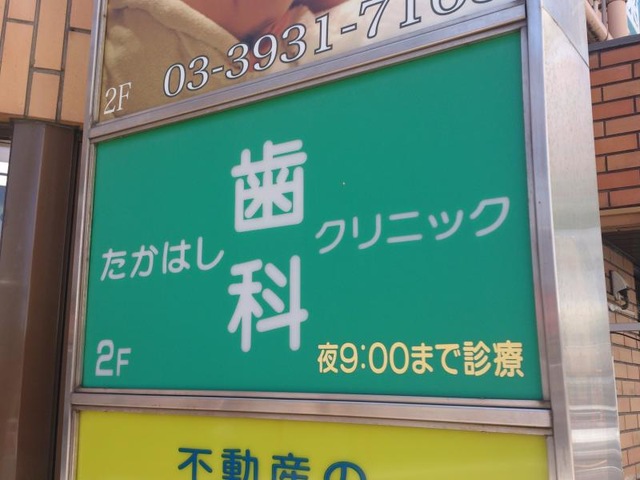 2F 03-3931-716
たかはし歯科クリニック
2F
夜9:00まで診療
不動産の